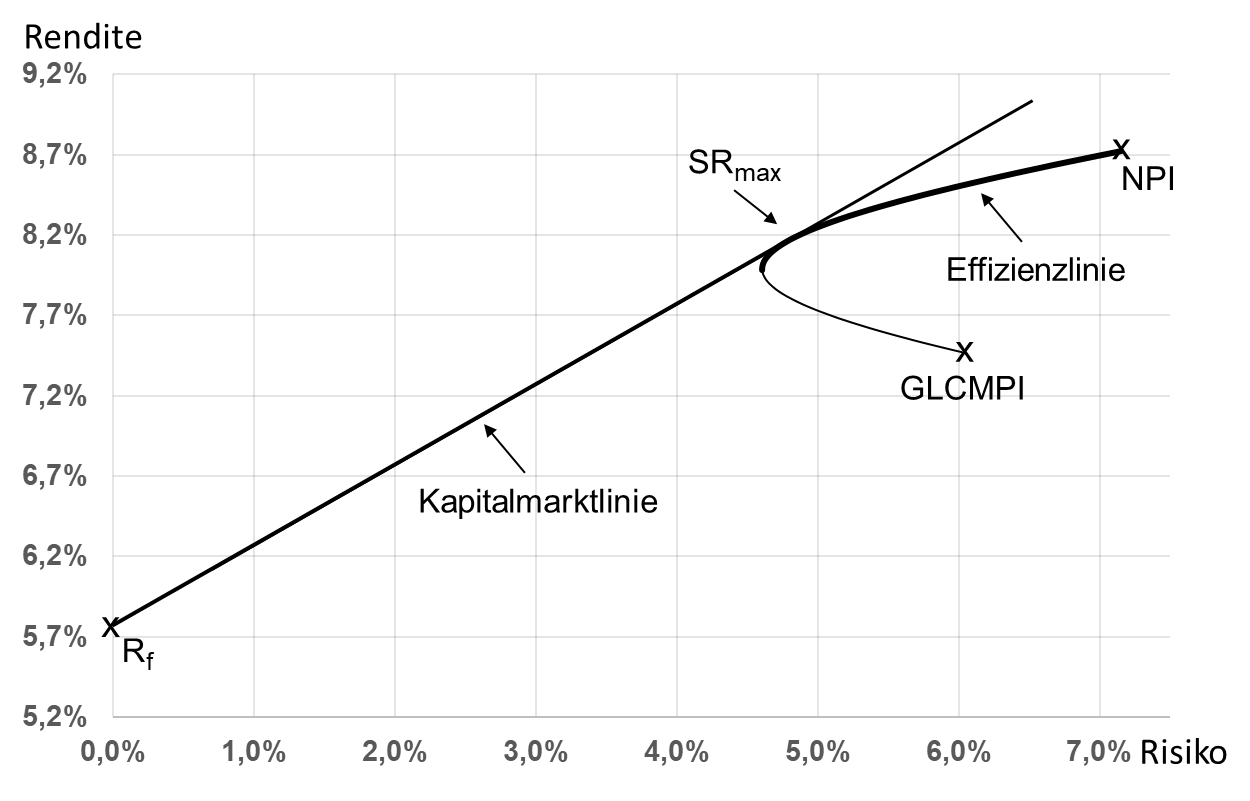 Rendite
9,2%
8,7%
SRmax
NPI
8,2%
Effizienzlinie
7,7%
GLCMPI
7,2%
6,7%
Kapitalmarktlinie
6,2%
5,7%
Rf
5,2%
0,0% 1,0% 2,0% 3,0% 4,0% 5,0% 6,0% 7,0% Risiko